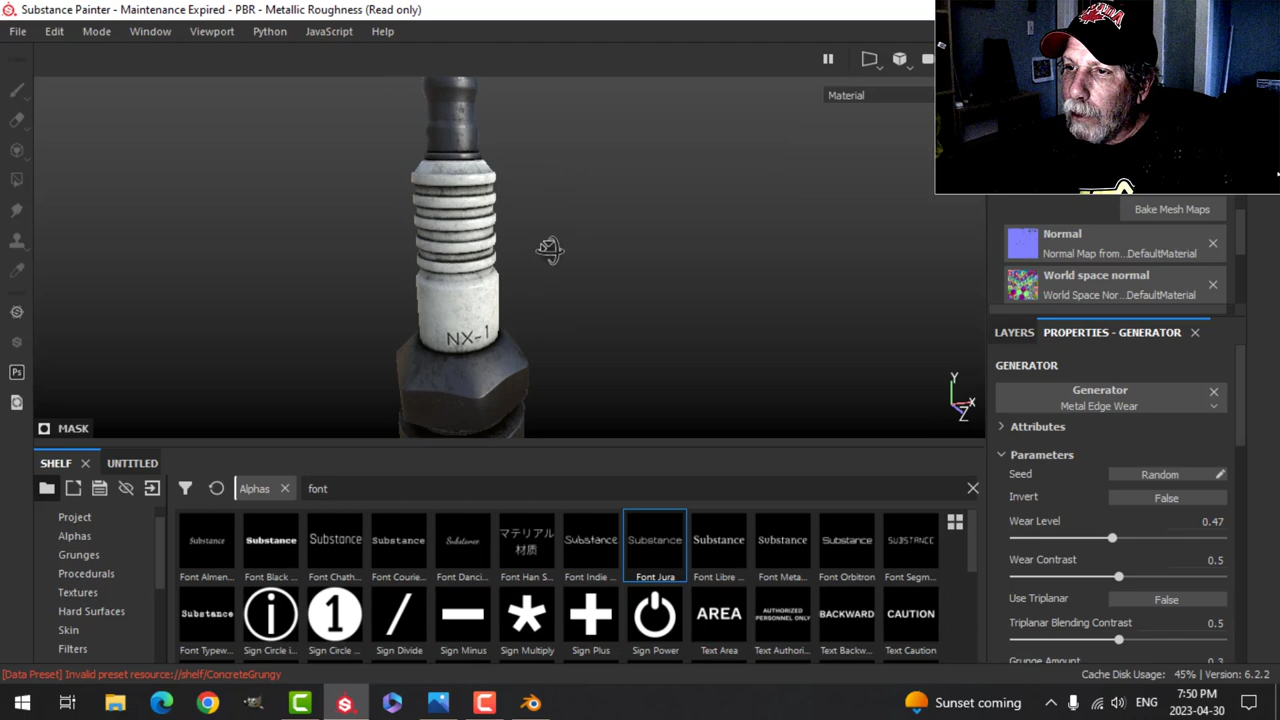 Substance Painter - Maintenance Expired - PBR - Metallic Roughness (Read only)
File Edit Mode Window Viewport Python JavaScript Help
Material
NX-1
Y
X
Z
MASK
Bake Mesh Maps
Normal
Normal Map from...DefaultMaterial
World space normal
World Space Nor...DefaultMaterial
LAYERS PROPERTIES - GENERATOR
GENERATOR
Generator
Metal Edge Wear
Attributes
Parameters
Seed Random
Invert False
Wear Level 0.47
Wear Contrast 0.5
Use Triplanar False
Triplanar Blending Contrast 0.5
Grunge Amount 0.3
SHELF UNTITLED
Alphas font
Project
Alphas
Grunges
Procedurals
Textures
Hard Surfaces
Skin
Filters
Substance Substance Substance Substance Substance マテリアル Substance Substance Substance Substance Substance SUBSTANCE
材质
Font Almen... Font Black ... Font Chath... Font Courie... Font Danci... Font Han S... Font Indie ... Font Jura Font Libre ... Font Meta... Font Orbitron Font Segm...
Substance i 1 / AREA AUTHORIZED BACKWARD CAUTION
PERSONNEL ONLY
Font Typew... Sign Circle i Sign Circle ... Sign Divide Sign Minus Sign Multiply Sign Plus Sign Power Text Area Text Authori... Text Backw... Text Caution
[Data Preset] Invalid preset resource://shelf/ConcreteGrungy
Cache Disk Usage: 45% | Version: 6.2.2
Ps
Sunset coming
ENG
7:50 PM
2023-04-30